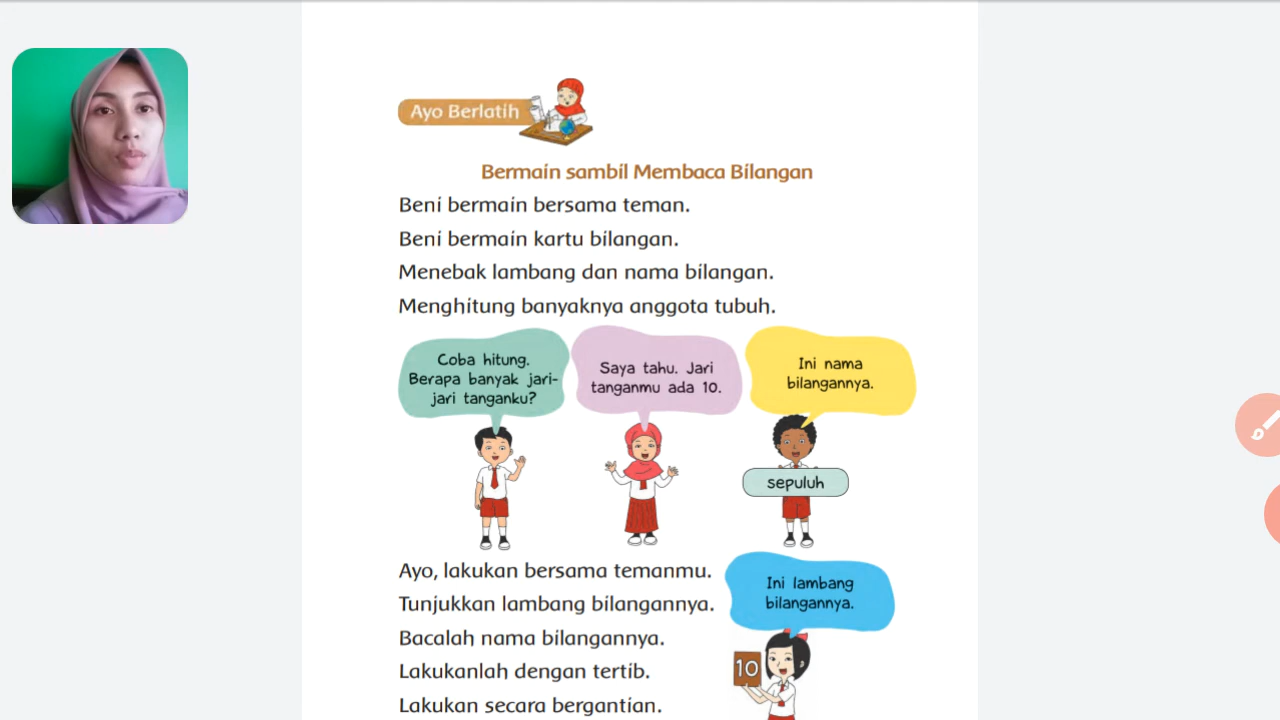 Ayo Berlatih
Bermain sambil Membaca Bilangan
Beni bermain bersama teman.
Beni bermain kartu bilangan.
Menebak lambang dan nama bilangan.
Menghitung banyaknya anggota tubuh.
Coba hitung.
Berapa banyak jari-
jari tanganku?
Saya tahu. Jari
tanganmu ada 10.
Ini nama
bilangannya.
sepuluh
Ayo, lakukan bersama temanmu.
Tunjukkan lambang bilangannya.
Bacalah nama bilangannya.
Lakukanlah dengan tertib.
Lakukan secara bergantian.
Ini lambang
bilangannya.
10